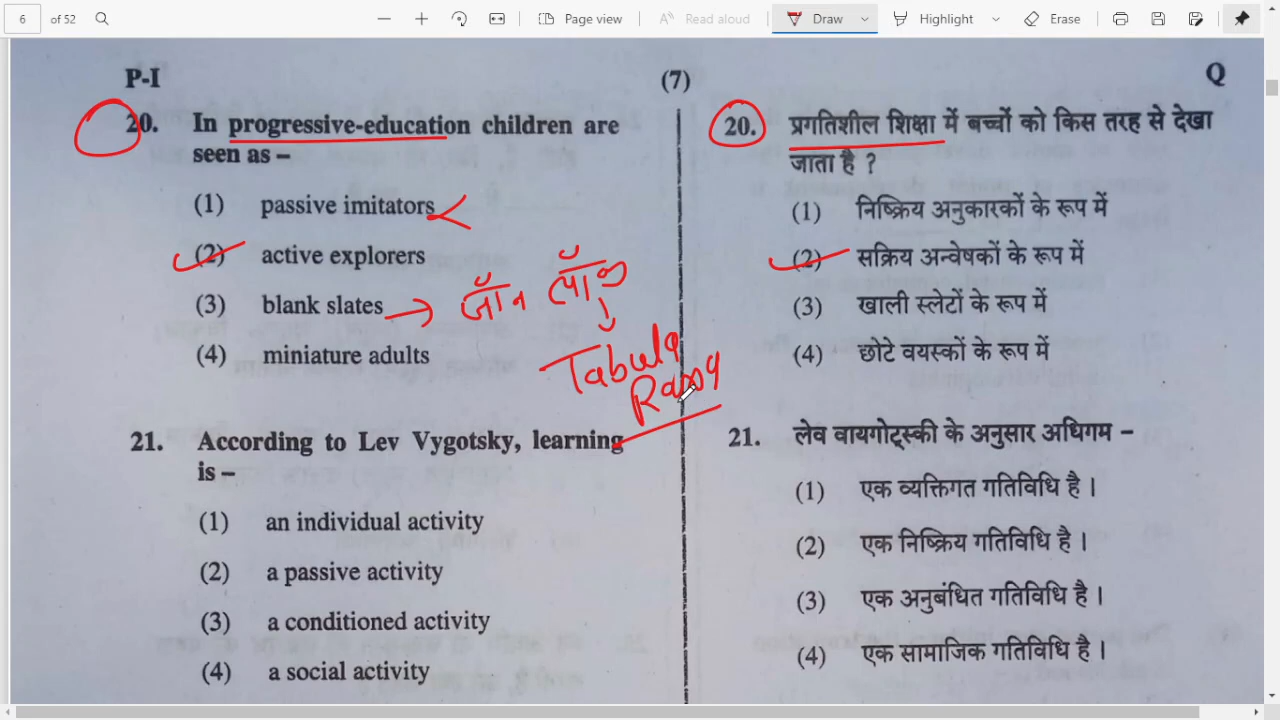 6 of 52 Page view Read aloud Draw Highlight Erase
P-I (7) Q
20. In progressive-education children are
seen as –
(1) passive imitators
(2) active explorers
(3) blank slates → जॉन लॉक
(4) miniature adults
Tabula
Rasa
21. According to Lev Vygotsky, learning
is –
(1) an individual activity
(2) a passive activity
(3) a conditioned activity
(4) a social activity
20. प्रगतिशील शिक्षा में बच्चों को किस तरह से देखा
जाता है ?
(1) निष्क्रिय अनुकारकों के रूप में
(2) सक्रिय अन्वेषकों के रूप में
(3) खाली स्लेटों के रूप में
(4) छोटे वयस्कों के रूप में
21. लेव वायगोट्स्की के अनुसार अधिगम –
(1) एक व्यक्तिगत गतिविधि है ।
(2) एक निष्क्रिय गतिविधि है ।
(3) एक अनुबंधित गतिविधि है ।
(4) एक सामाजिक गतिविधि है ।